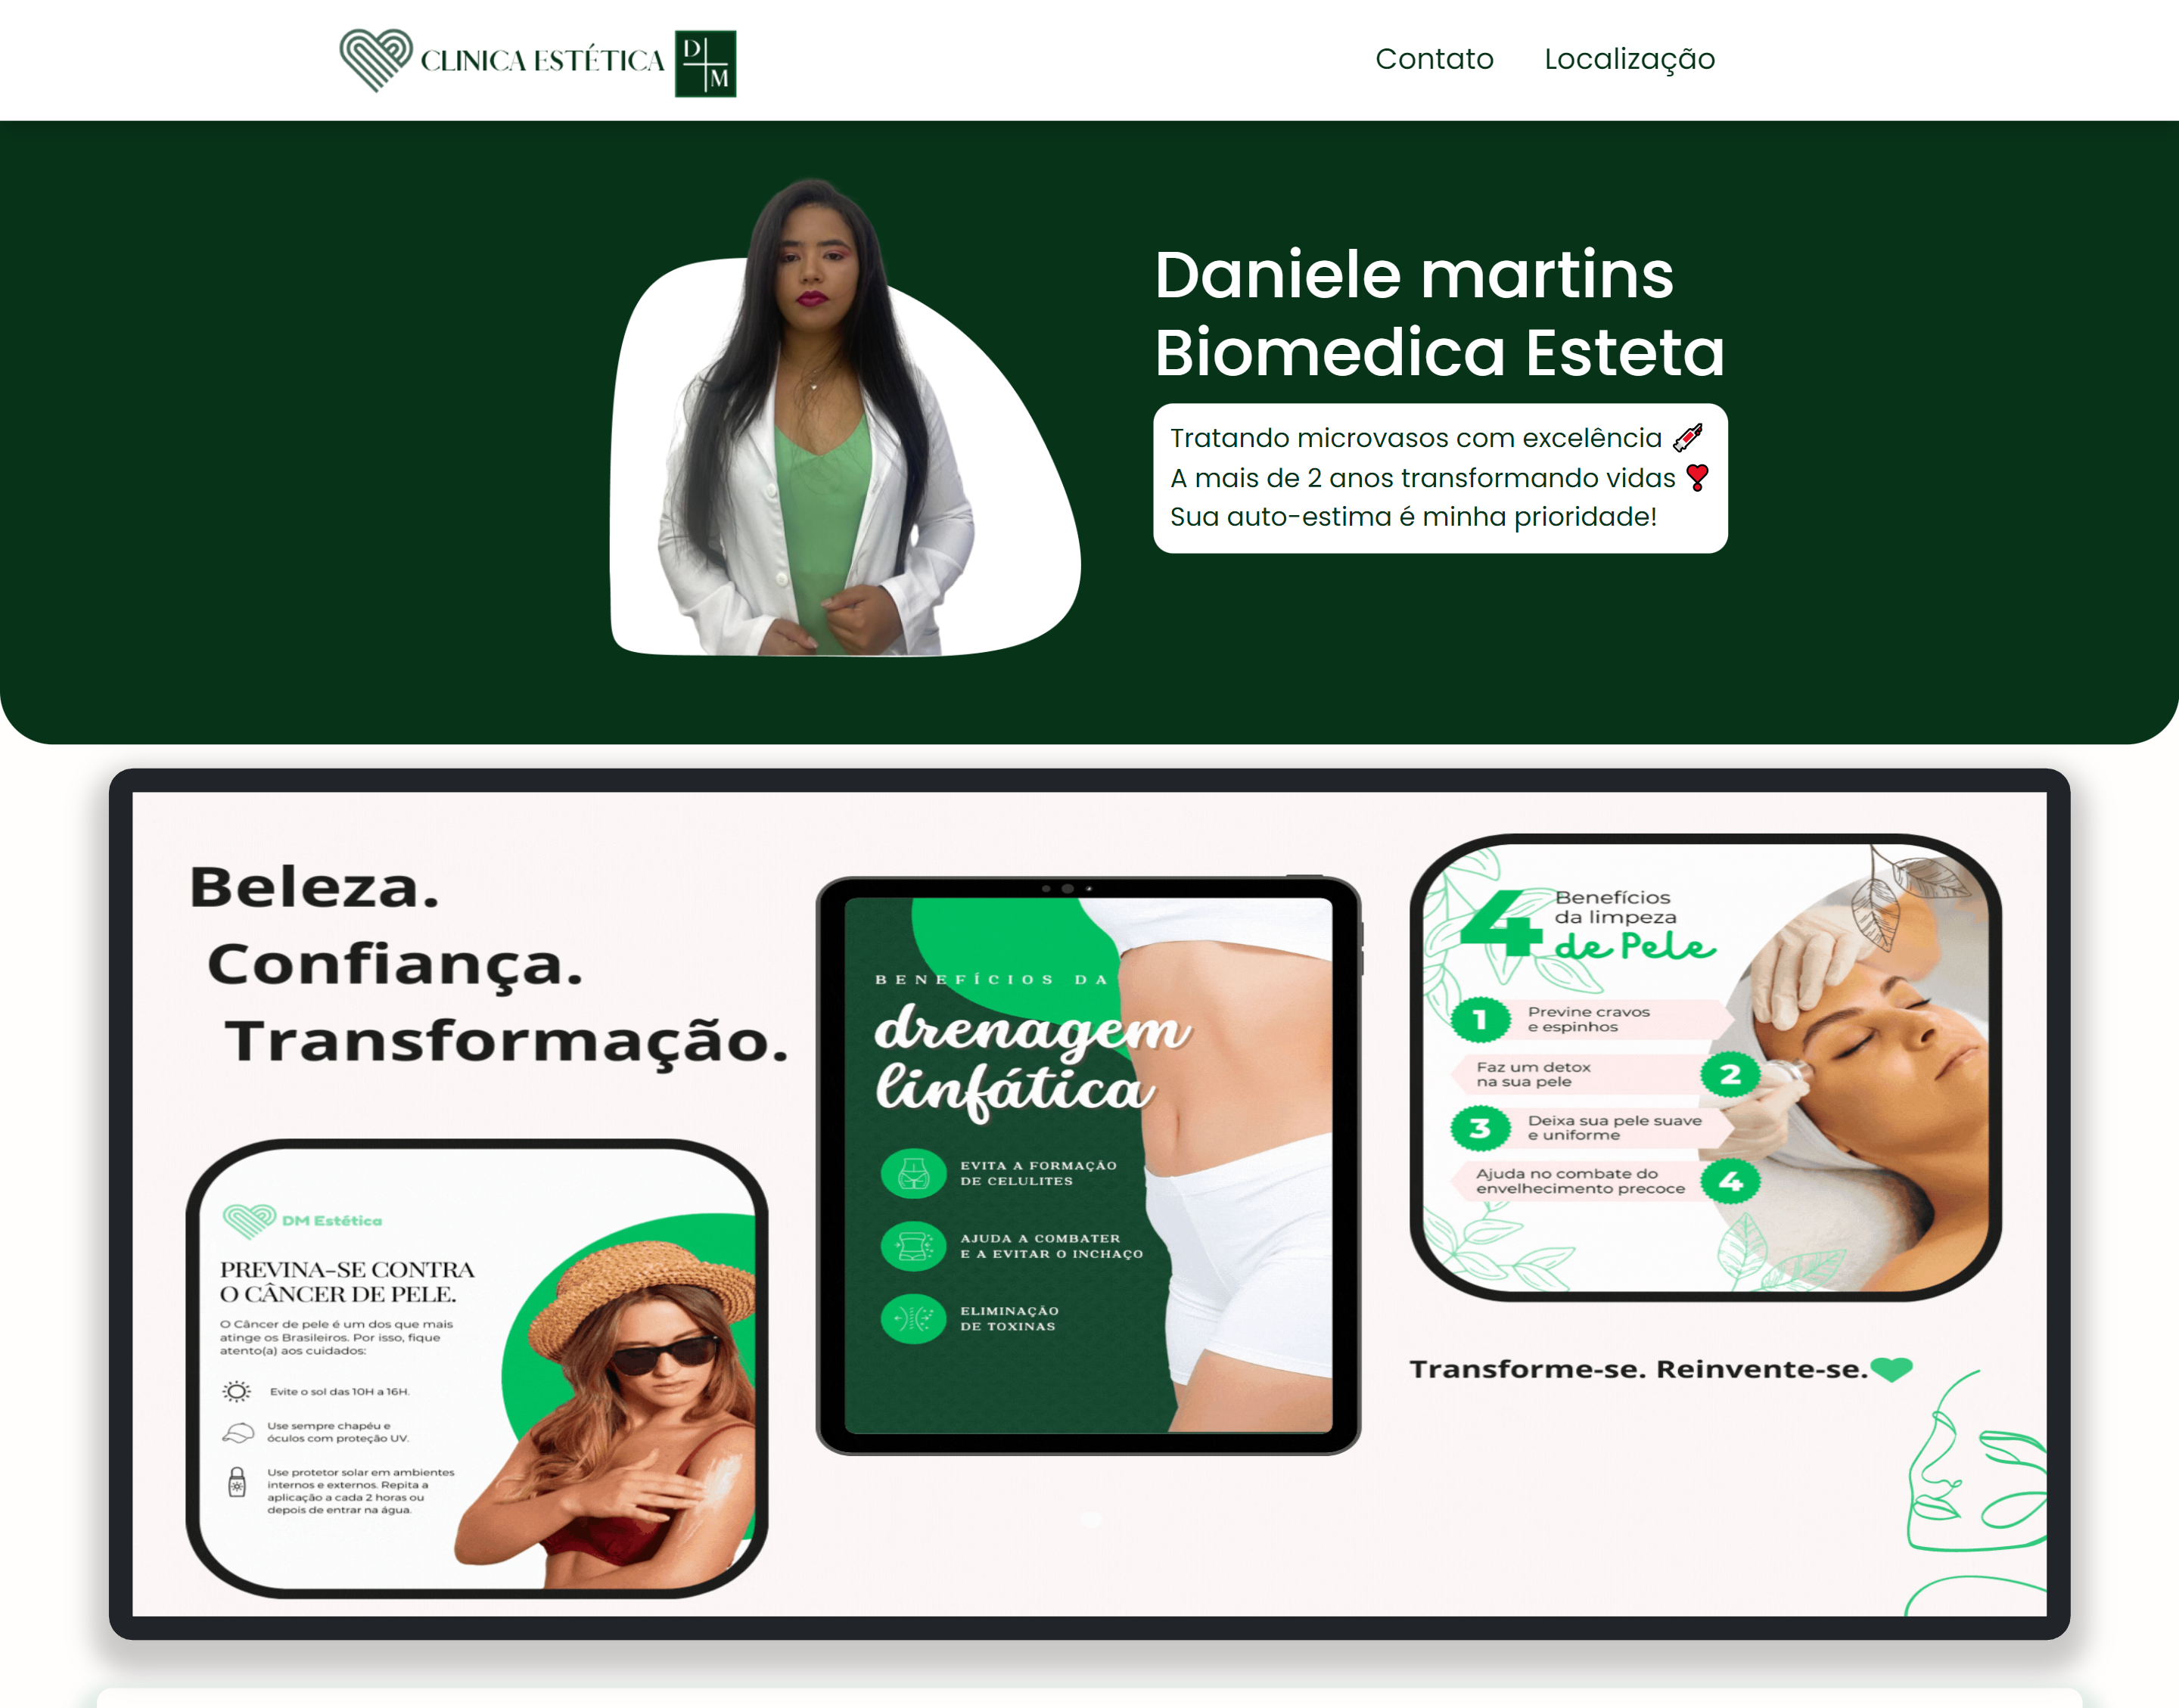 CLINICA ESTÉTICA
D M
Contato
Localização
Daniele martins
Biomedica Esteta
Tratando microvasos com excelência
A mais de 2 anos transformando vidas
Sua auto-estima é minha prioridade!
Beleza.
Confiança.
Transformação.
DM Estética
PREVINA-SE CONTRA
O CÂNCER DE PELE.
O Câncer de pele é um dos que mais
atinge os Brasileiros. Por isso, fique
atento(a) aos cuidados:
Evite o sol das 10H a 16H.
Use sempre chapéu e
óculos com proteção UV.
Use protetor solar em ambientes
internos e externos. Repita a
aplicação a cada 2 horas ou
depois de entrar na água.
BENEFÍCIOS DA
drenagem
linfática
EVITA A FORMAÇÃO
DE CELULITES
AJUDA A COMBATER
E A EVITAR O INCHAÇO
ELIMINAÇÃO
DE TOXINAS
4 Benefícios
da limpeza
de Pele
1 Previne cravos
e espinhos
Faz um detox
na sua pele 2
3 Deixa sua pele suave
e uniforme
Ajuda no combate do
envelhecimento precoce 4
Transforme-se. Reinvente-se.